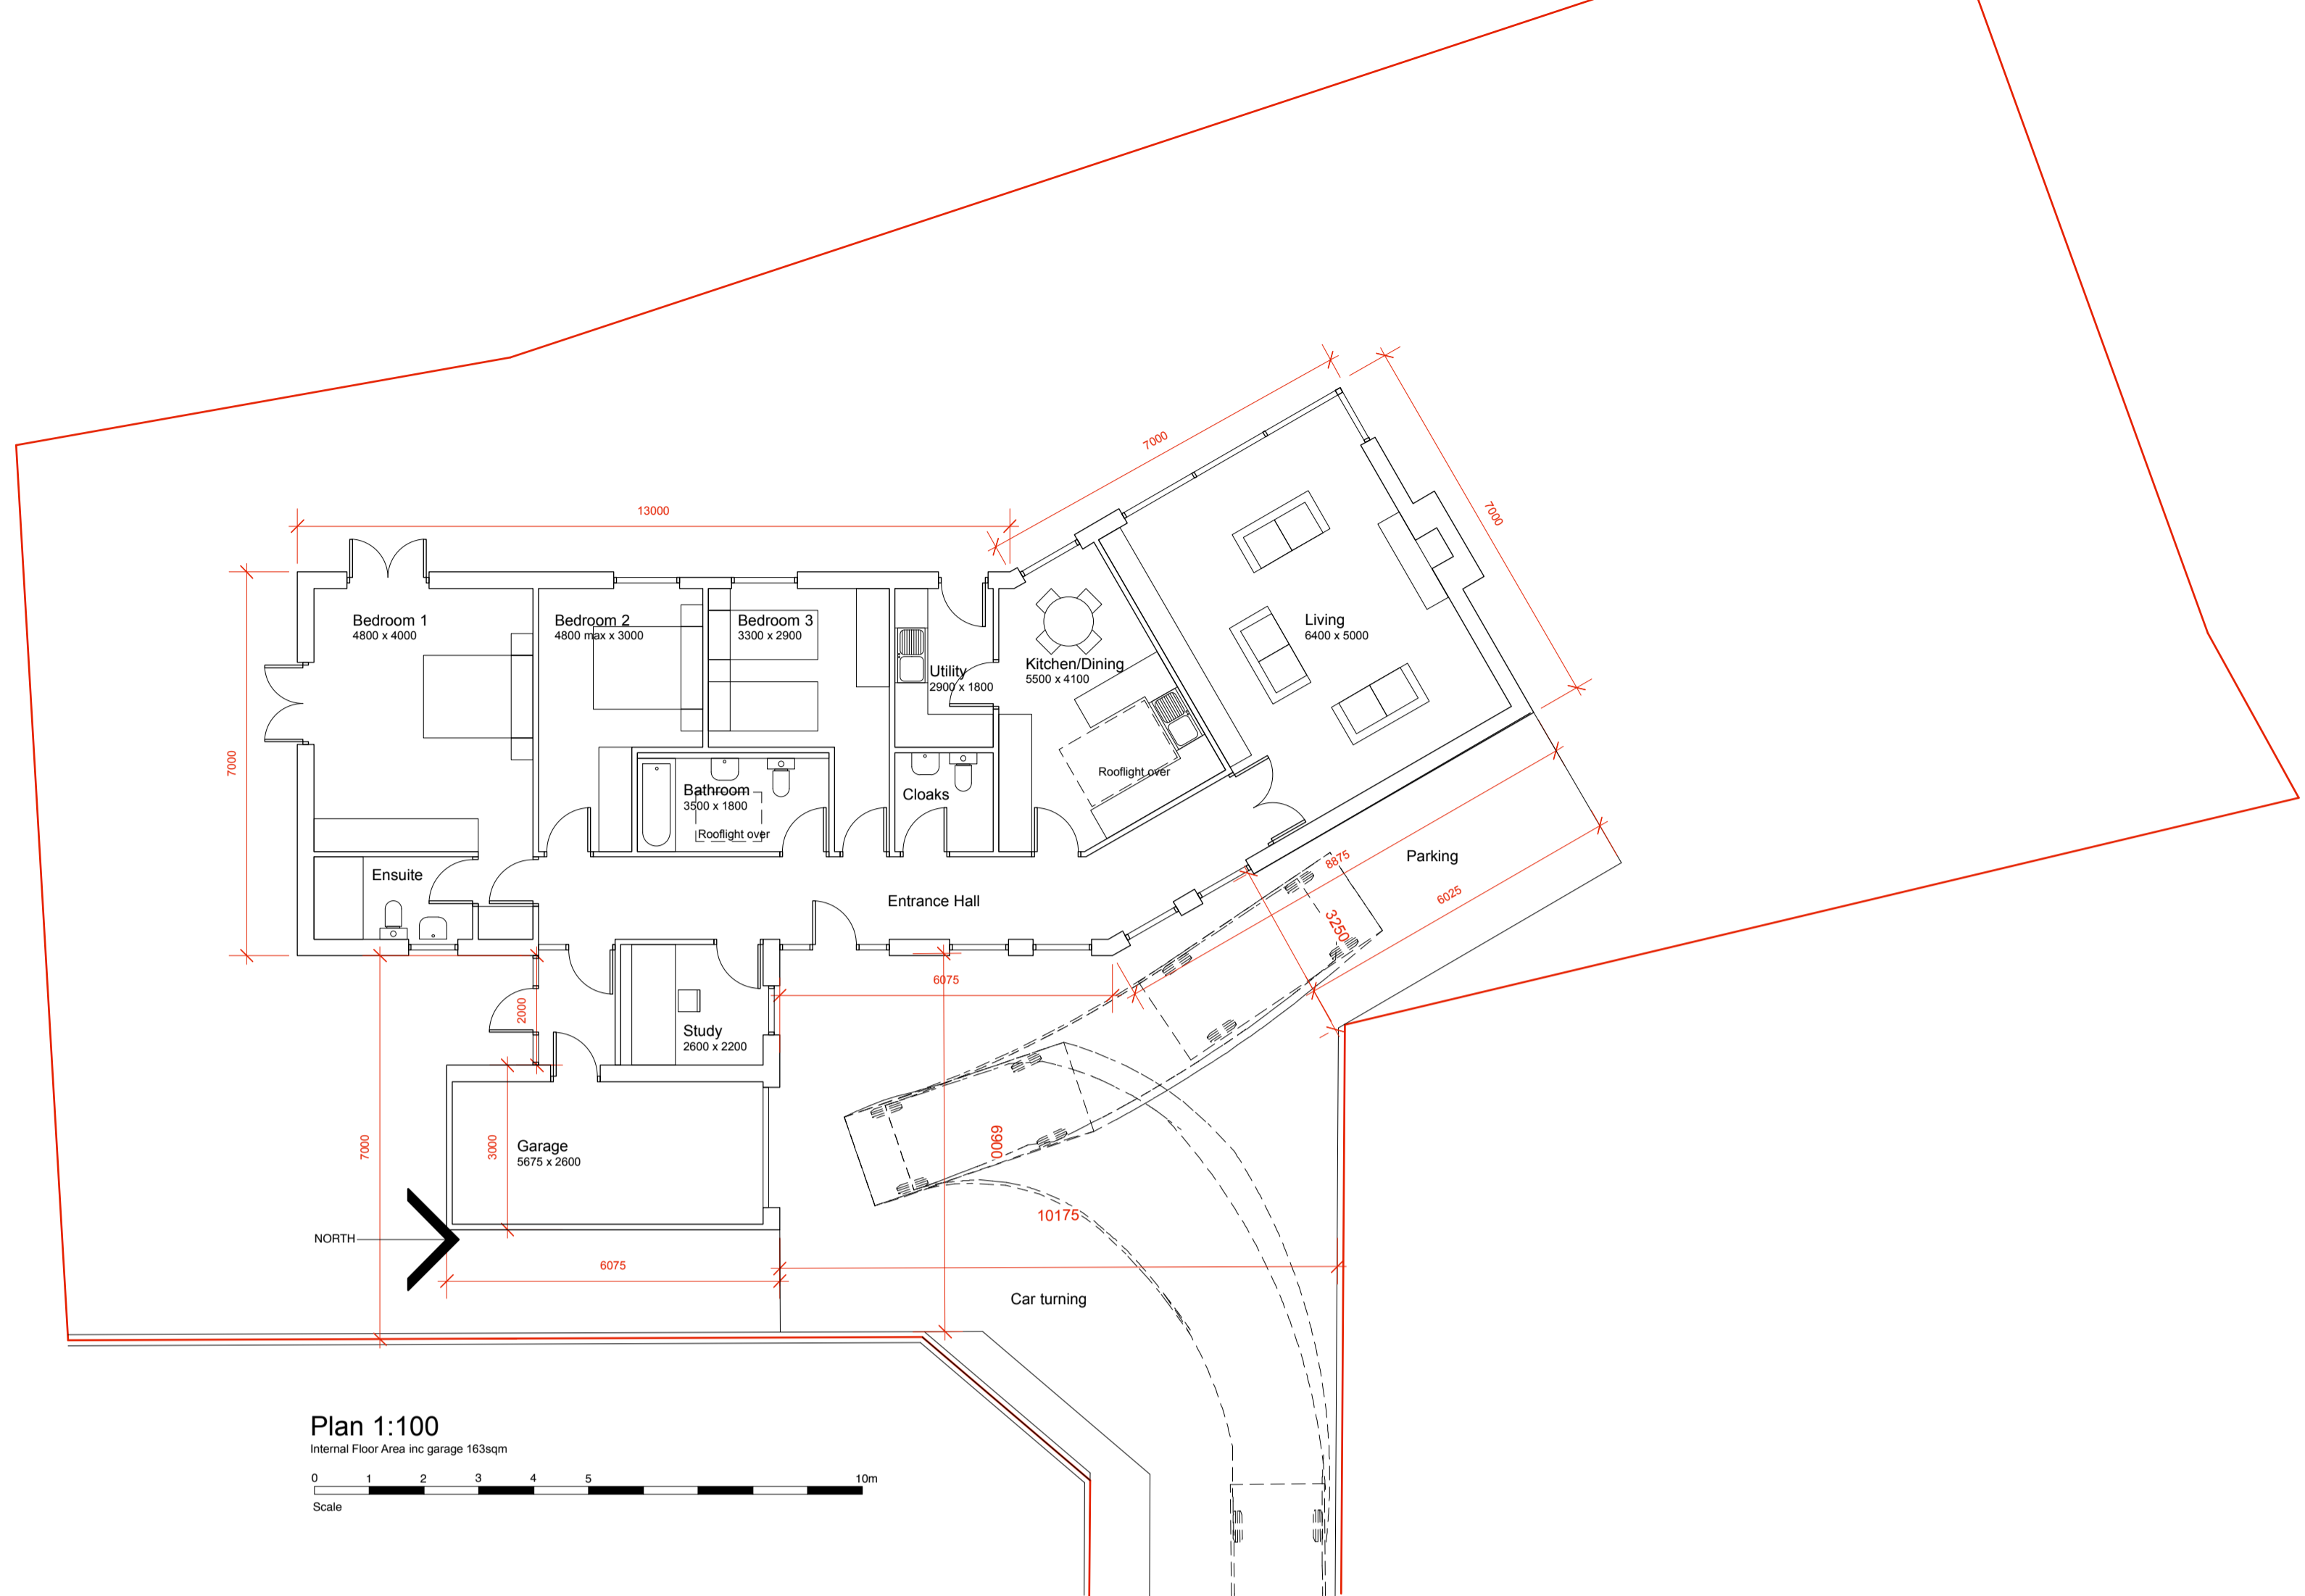 7000
7000
13000
Bedroom 1
4800 x 4000
Bedroom 2
4800 max x 3000
Bedroom 3
3300 x 2900
Living
6400 x 5000
Utility
2900 x 1800
Kitchen/Dining
5500 x 4100
7000
Rooflight over
Bathroom
3500 x 1800
Rooflight over
Cloaks
Ensuite
Entrance Hall
8875
Parking
6025
3250
6075
2000
Study
2600 x 2200
7000
3000
Garage
5675 x 2600
6900
10175
NORTH
6075
Car turning
Plan 1:100
Internal Floor Area inc garage 163sqm
0 1 2 3 4 5 10m
Scale